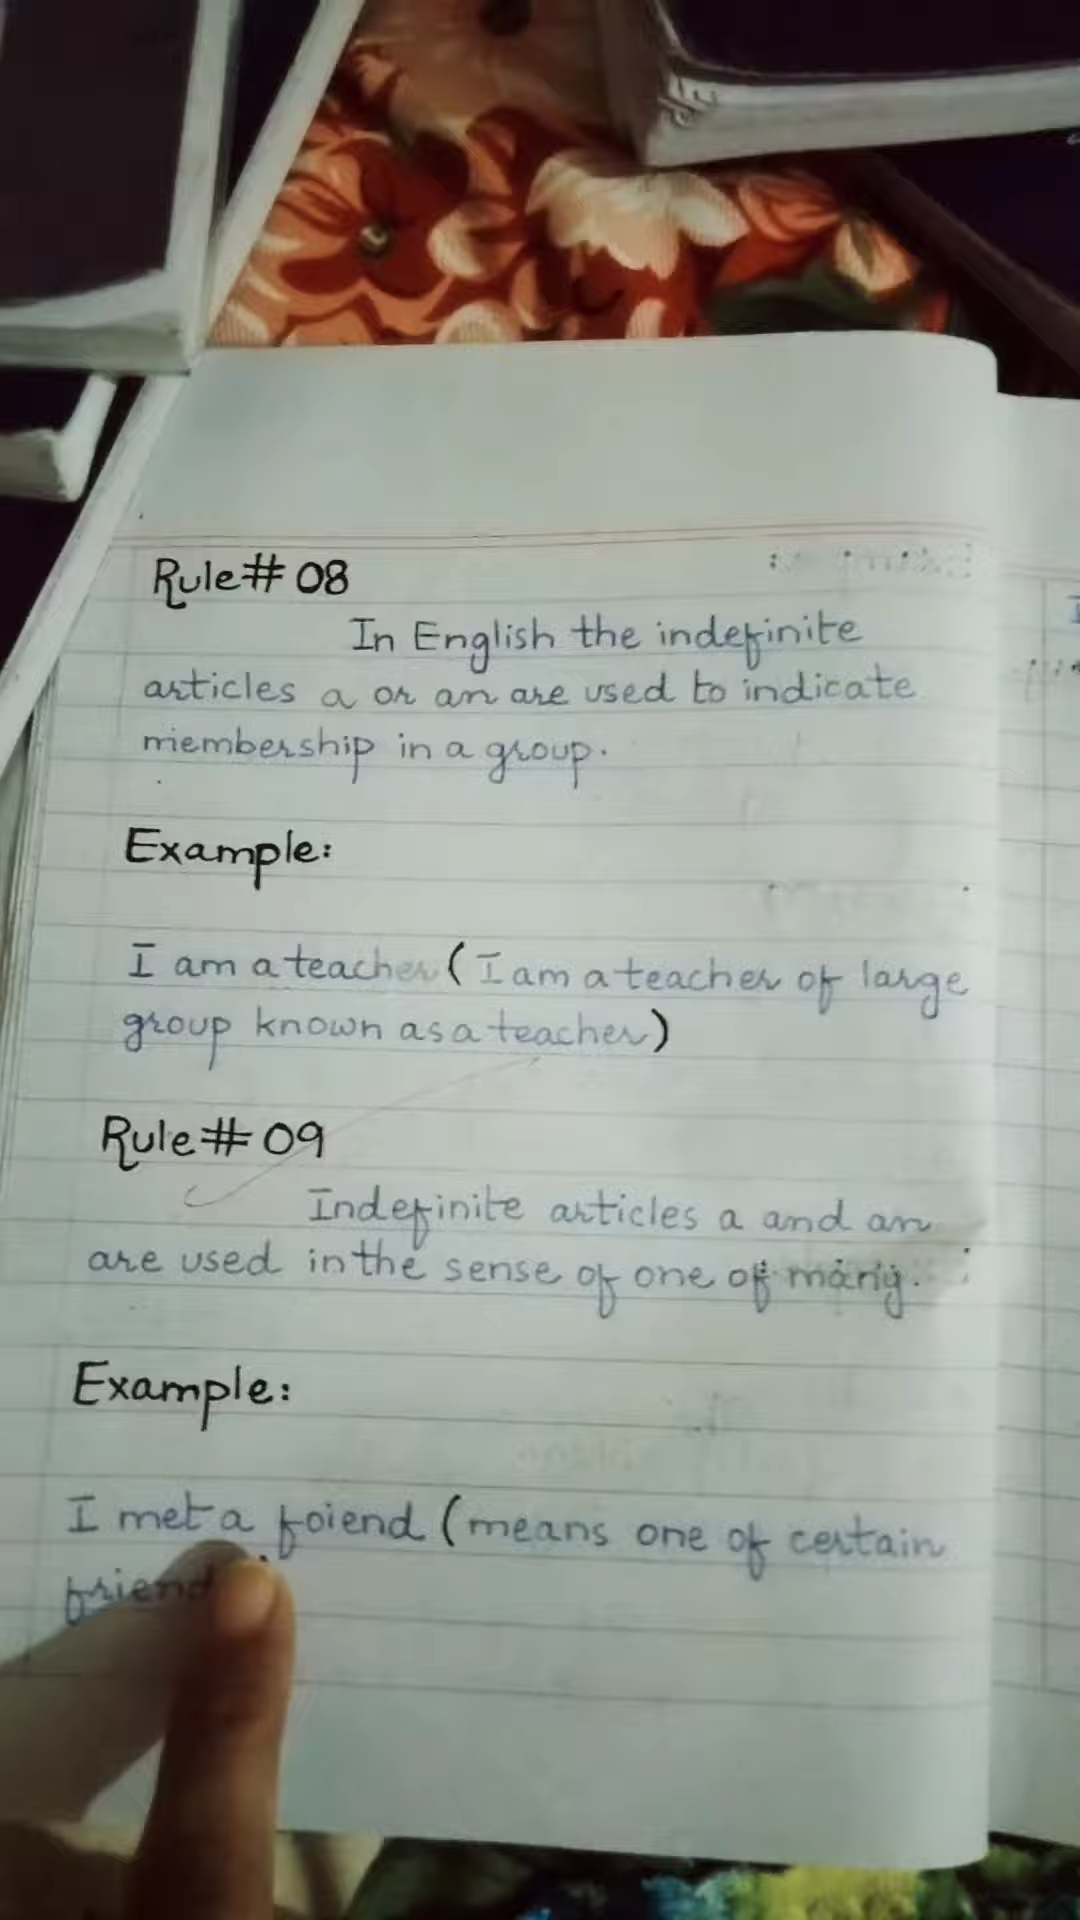 Rule# 08
In English the indefinite
articles a or an are used to indicate
membership in a group.
Example:
I am a teacher (I am a teacher of large
group known as a teacher)
Rule# 09
Indefinite articles a and an
are used in the sense of one of many.
Example:
I met a foiend (means one of certain
friend